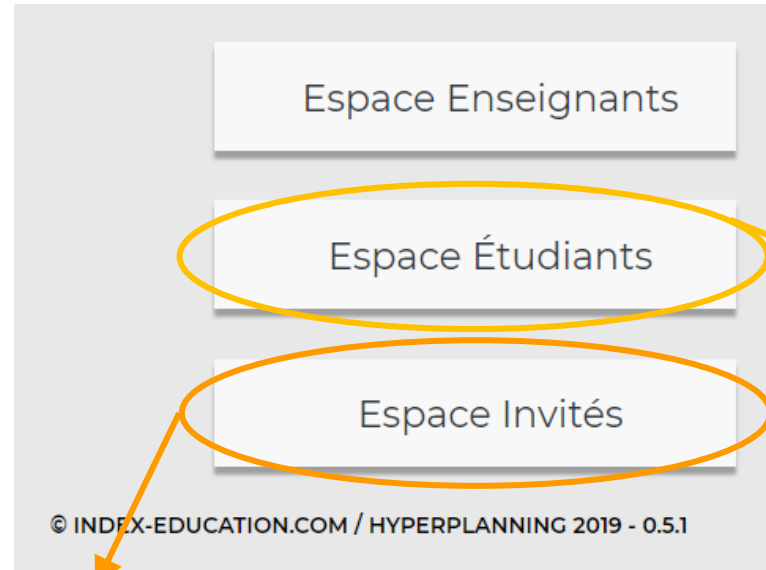 Espace Enseignants
Espace Étudiants
Espace Invités
© INDEX-EDUCATION.COM / HYPERPLANNING 2019 - 0.5.1